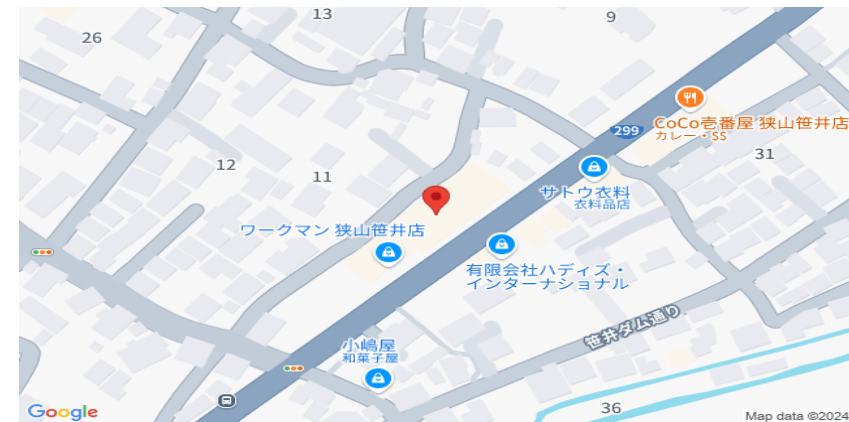 13
9
26
CoCo壱番屋 狭山笹井店
カレー・SS
299
31
12
11
サトウ衣料
衣料品店
ワークマン 狭山笹井店
有限会社ハディズ・
インターナショナル
笹井ダム通り
小嶋屋
和菓子屋
36
Google
Map data ©2024